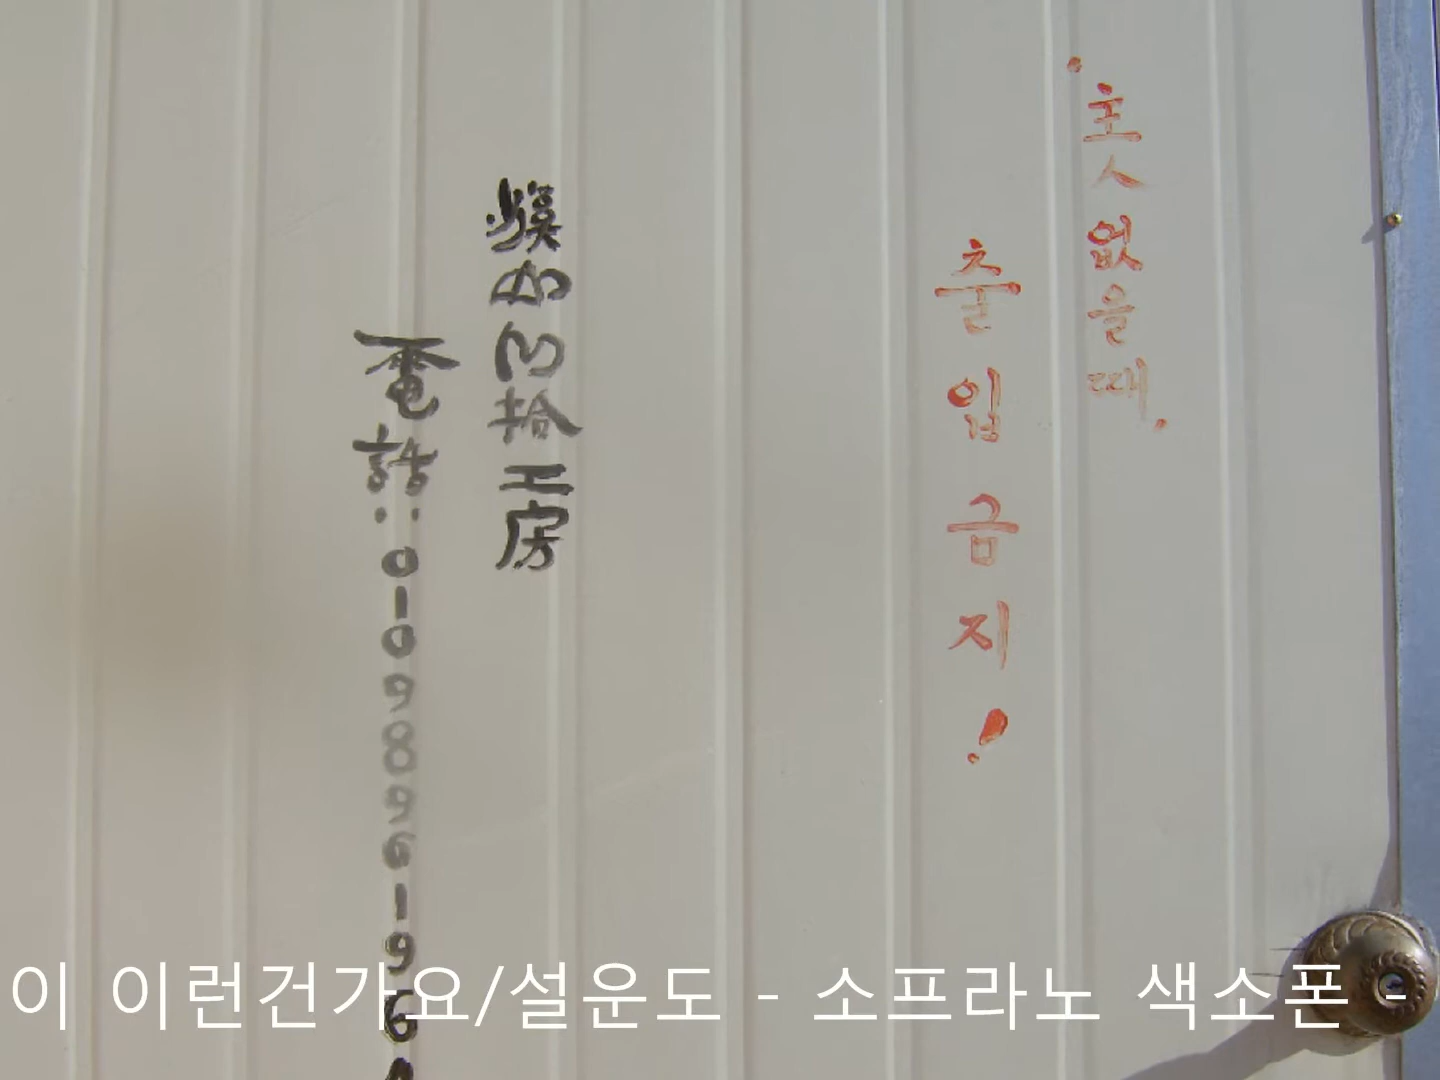 主人없을때.
출입금지!
工房
電話: 0109896196
이 이런건가요/설운도 - 소프라노 색소폰 -